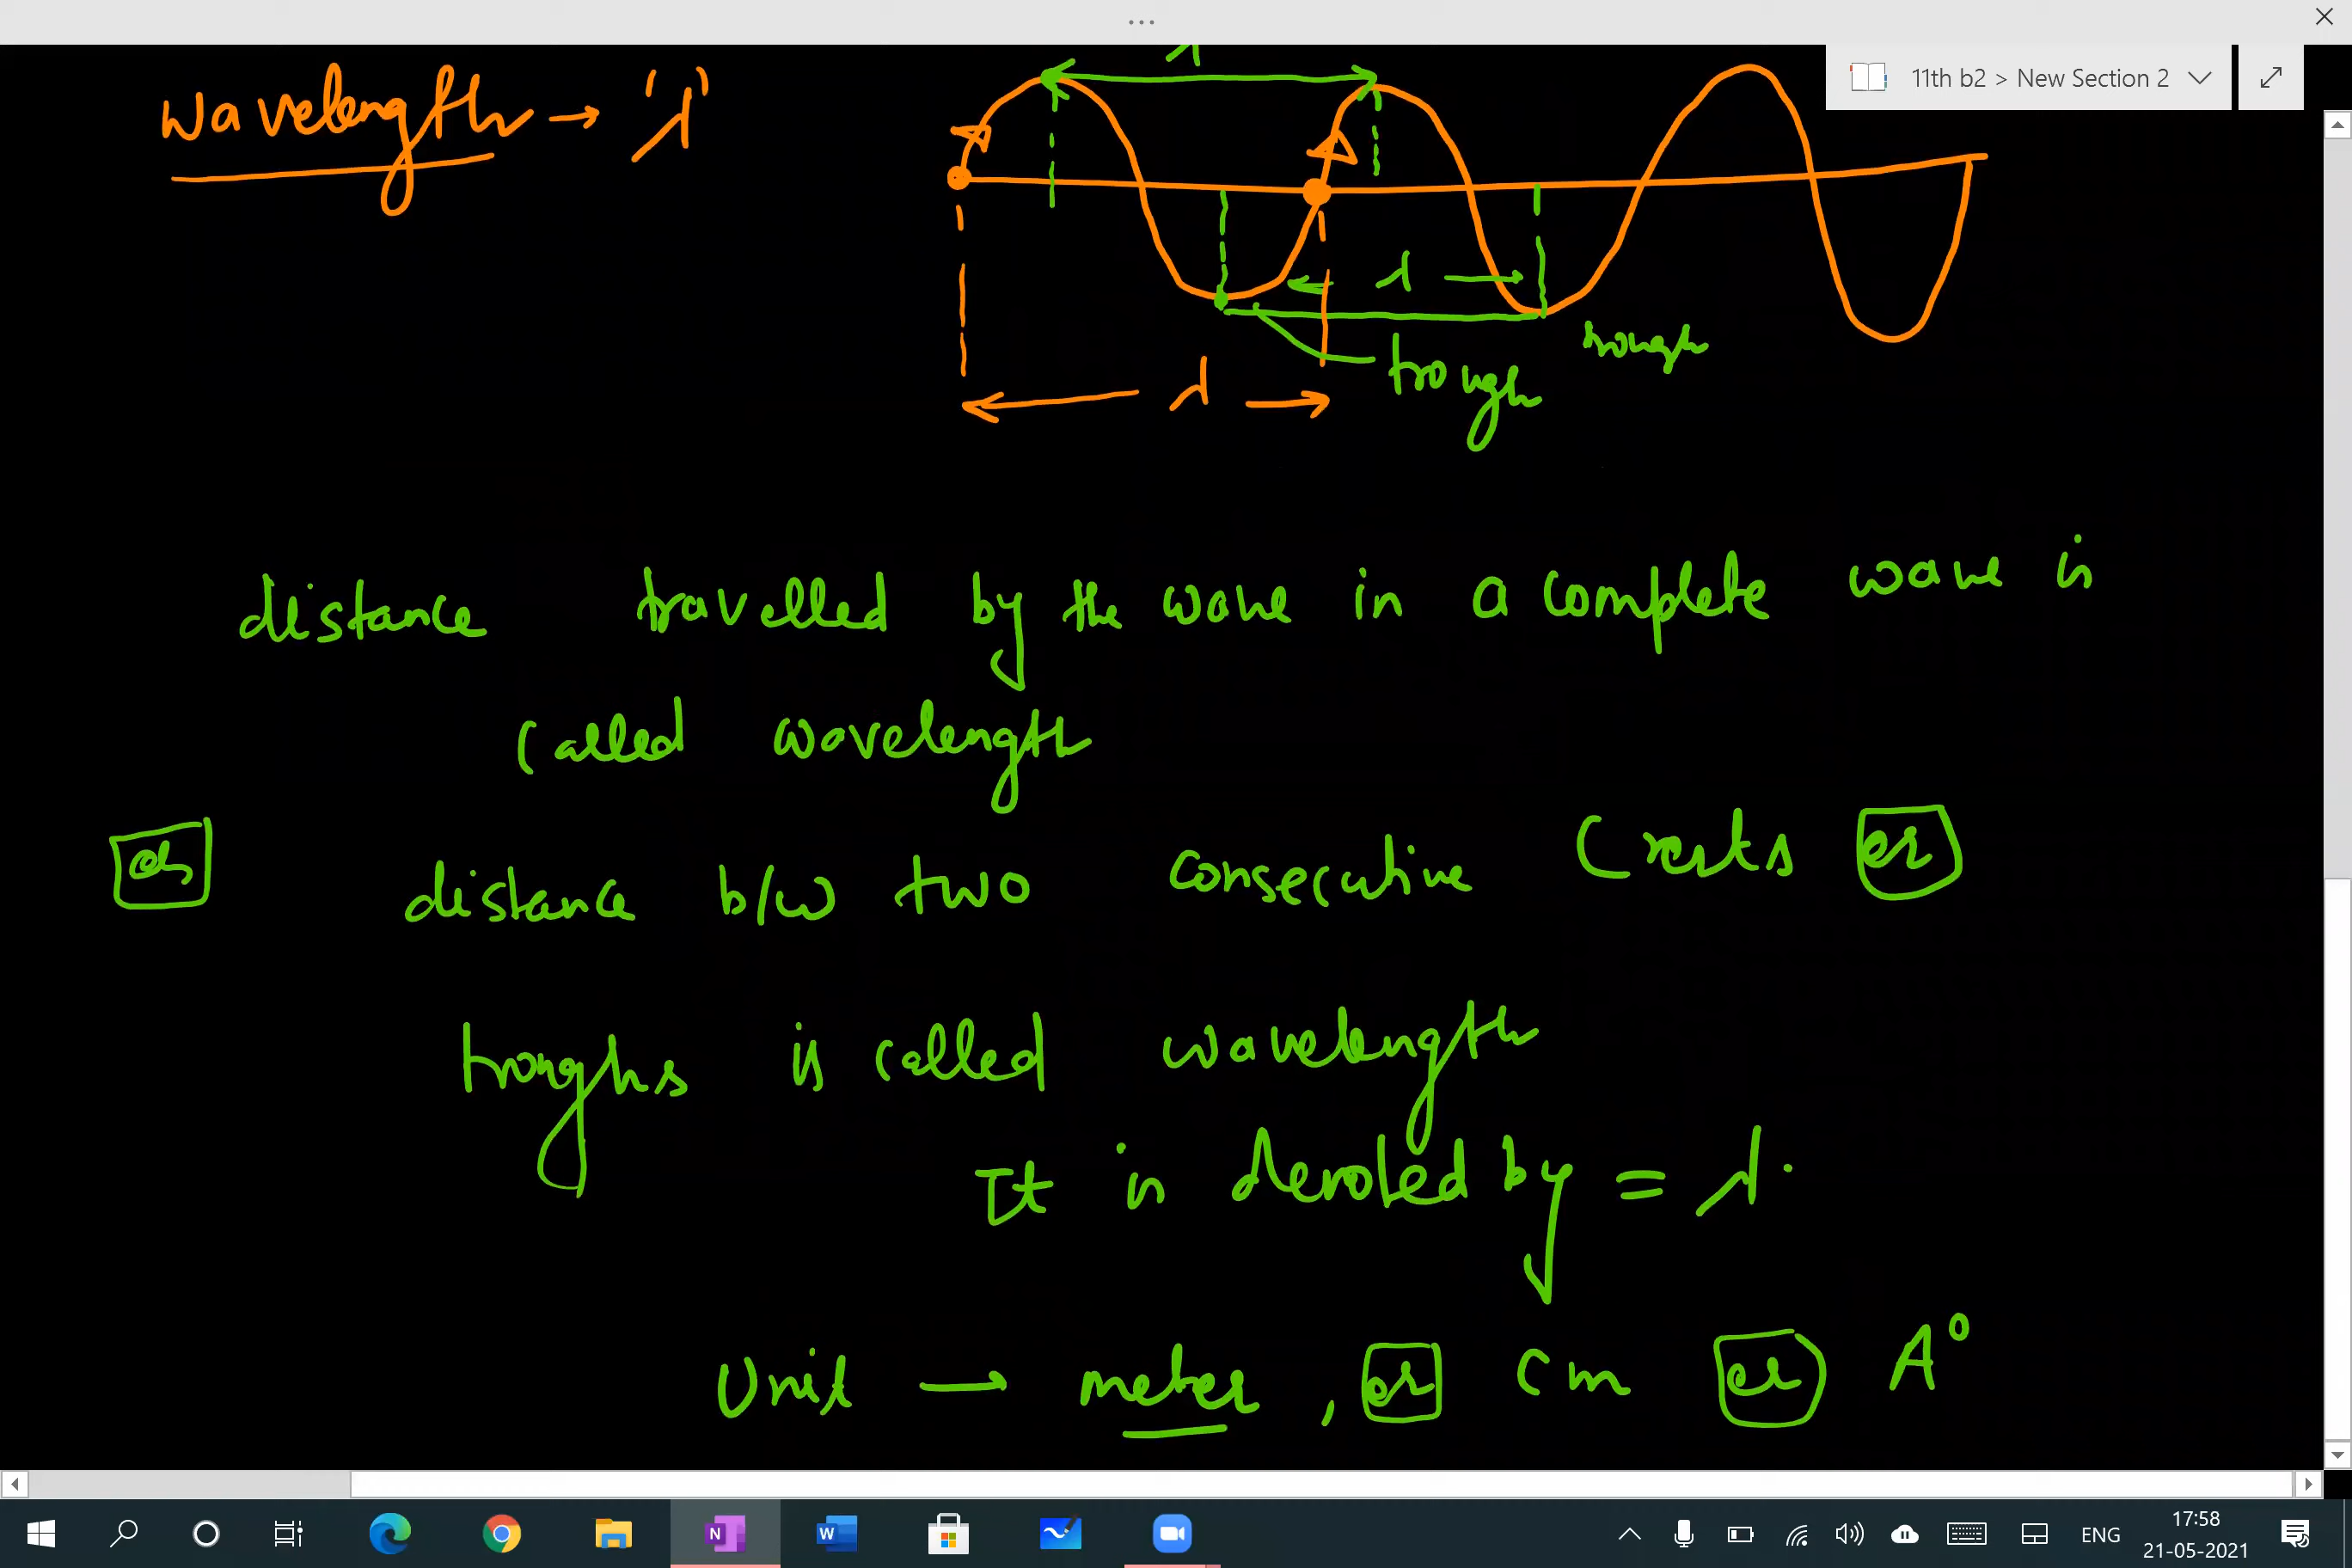 ...
11th b2 > New Section 2
wavelength → 'λ'
λ
λ
trough
trough
λ
distance travelled by the wave in a complete wave is
called wavelength
or distance b/w two consecutive Crests or
troughs is called wavelength
It is denoted by = λ.
Unit → meter, or cm or A°
N
W
ENG
17:58
21-05-2021